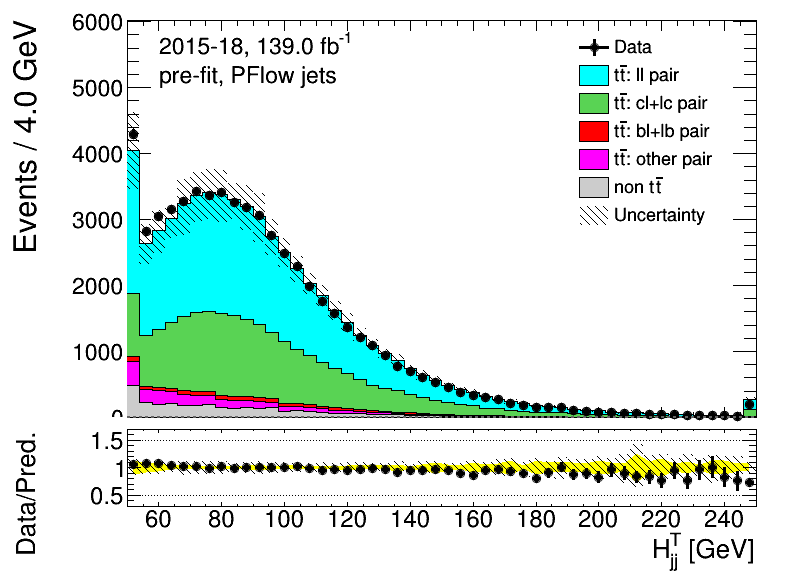 6000
5000
4000
3000
2000
1000
0
Events / 4.0 GeV
2015-18, 139.0 fb⁻¹
pre-fit, PFlow jets
Data
tt̄: ll pair
tt̄: cl+lc pair
tt̄: bl+lb pair
tt̄: other pair
non tt̄
Uncertainty
1.5
1
0.5
Data/Pred.
60 80 100 120 140 160 180 200 220 240
H^T_jj [GeV]